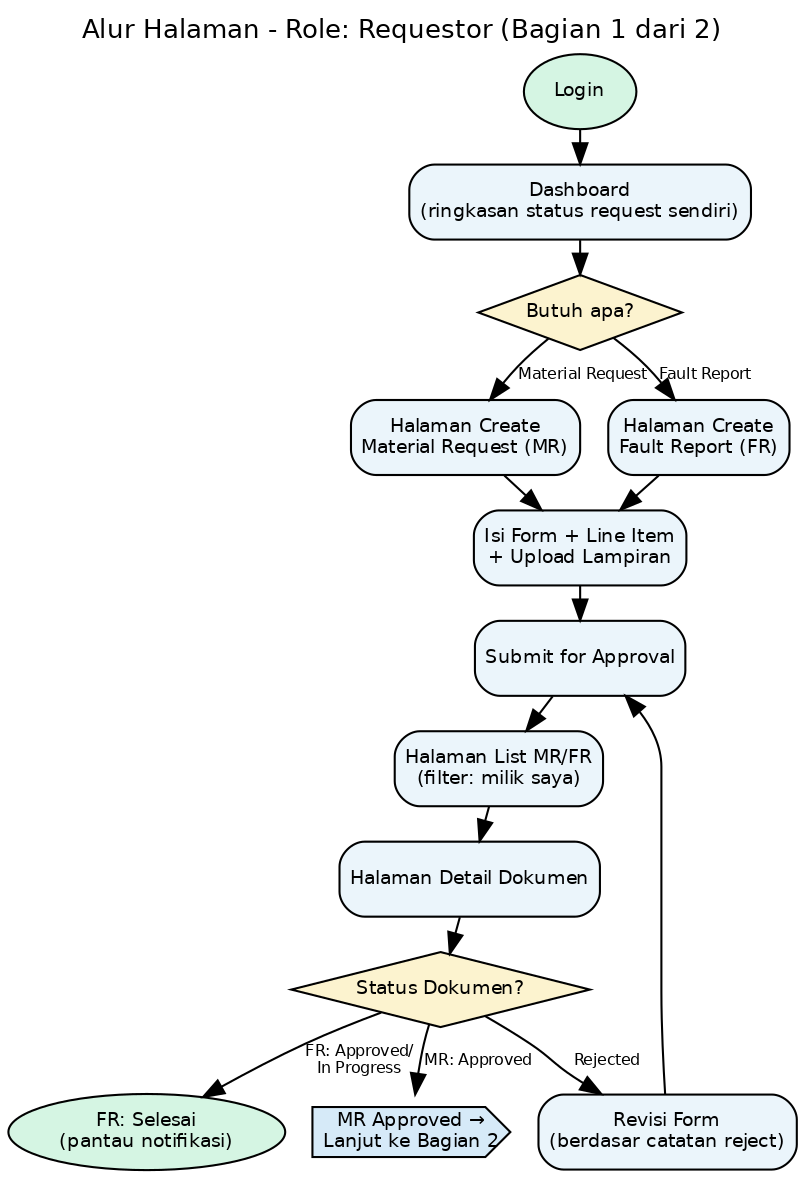 Alur Halaman - Role: Requestor (Bagian 1 dari 2)
Login
Dashboard
(ringkasan status request sendiri)
Butuh apa?
Material Request
Fault Report
Halaman Create
Material Request (MR)
Halaman Create
Fault Report (FR)
Isi Form + Line Item
+ Upload Lampiran
Submit for Approval
Halaman List MR/FR
(filter: milik saya)
Halaman Detail Dokumen
Status Dokumen?
FR: Approved/
In Progress
MR: Approved
Rejected
FR: Selesai
(pantau notifikasi)
MR Approved →
Lanjut ke Bagian 2
Revisi Form
(berdasar catatan reject)